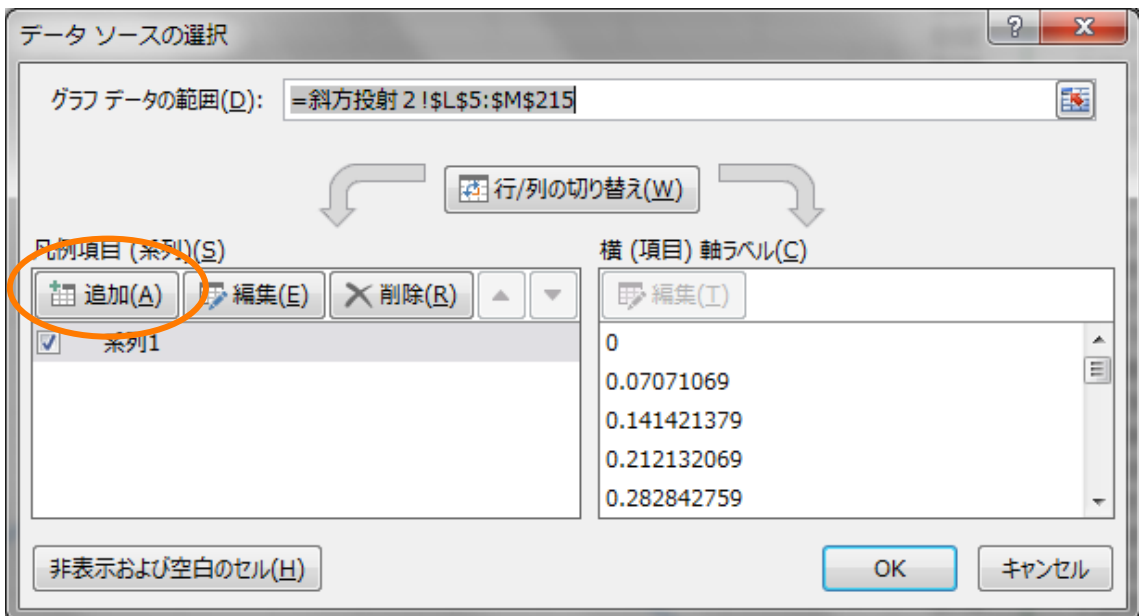 データ ソースの選択
グラフ データの範囲(D): =斜方投射２!$L$5:$M$215
行/列の切り替え(W)
凡例項目 (系列)(S)
追加(A) 編集(E) 削除(R)
系列1
横 (項目) 軸ラベル(C)
編集(T)
0
0.07071069
0.141421379
0.212132069
0.282842759
非表示および空白のセル(H)
OK キャンセル